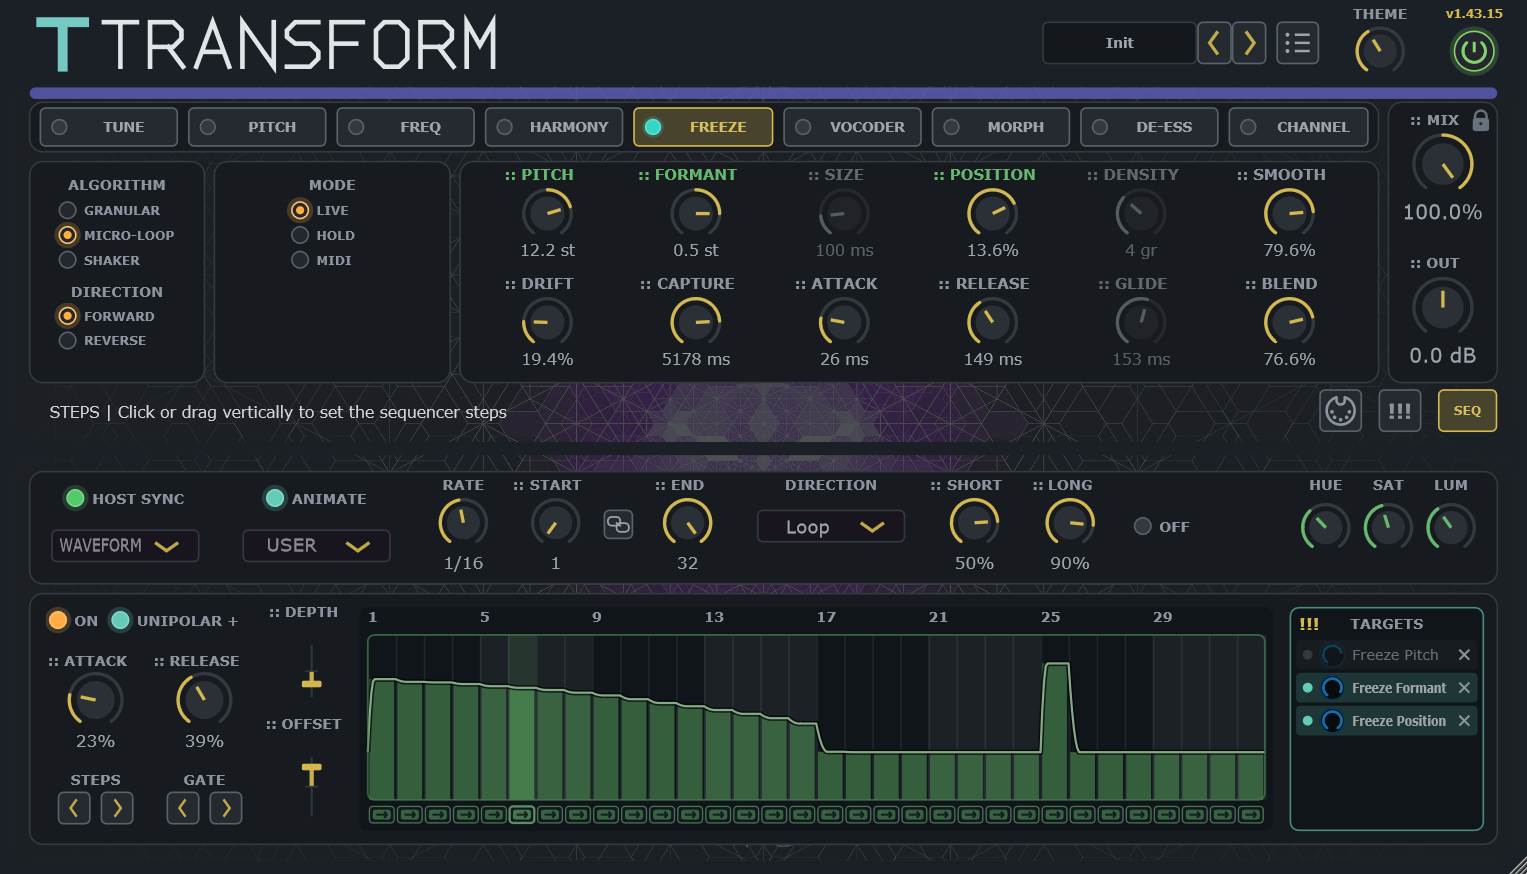 T TRANSFORM
Init
THEME
v1.43.15
TUNE PITCH FREQ HARMONY FREEZE VOCODER MORPH DE-ESS CHANNEL
:: MIX
100.0%
:: OUT
0.0 dB
ALGORITHM
GRANULAR
MICRO-LOOP
SHAKER
DIRECTION
FORWARD
REVERSE
MODE
LIVE
HOLD
MIDI
:: PITCH :: FORMANT :: SIZE :: POSITION :: DENSITY :: SMOOTH
12.2 st 0.5 st 100 ms 13.6% 4 gr 79.6%
:: DRIFT :: CAPTURE :: ATTACK :: RELEASE :: GLIDE :: BLEND
19.4% 5178 ms 26 ms 149 ms 153 ms 76.6%
STEPS | Click or drag vertically to set the sequencer steps
!!! SEQ
HOST SYNC ANIMATE RATE :: START :: END DIRECTION :: SHORT :: LONG OFF HUE SAT LUM
WAVEFORM USER Loop
1/16 1 32 50% 90%
ON UNIPOLAR +
:: DEPTH
:: ATTACK :: RELEASE
23% 39%
:: OFFSET
STEPS GATE
1 5 9 13 17 21 25 29
!!! TARGETS
Freeze Pitch ✕
Freeze Formant ✕
Freeze Position ✕